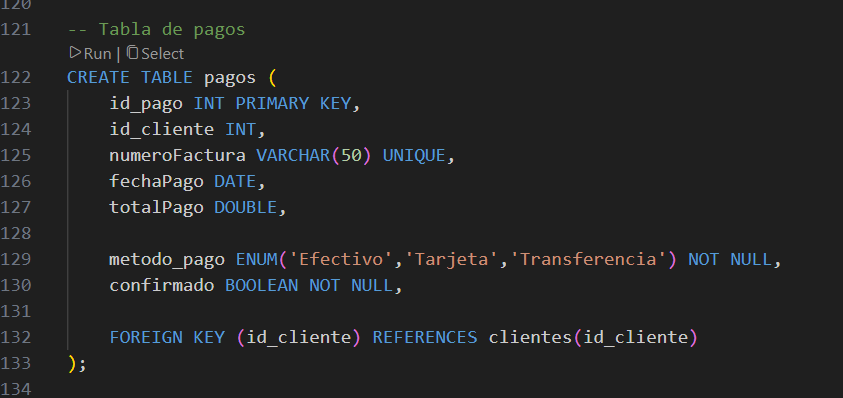 120
121 -- Tabla de pagos
Run | Select
122 CREATE TABLE pagos (
123 id_pago INT PRIMARY KEY,
124 id_cliente INT,
125 numeroFactura VARCHAR(50) UNIQUE,
126 fechaPago DATE,
127 totalPago DOUBLE,
128
129 metodo_pago ENUM('Efectivo','Tarjeta','Transferencia') NOT NULL,
130 confirmado BOOLEAN NOT NULL,
131
132 FOREIGN KEY (id_cliente) REFERENCES clientes(id_cliente)
133 );
134